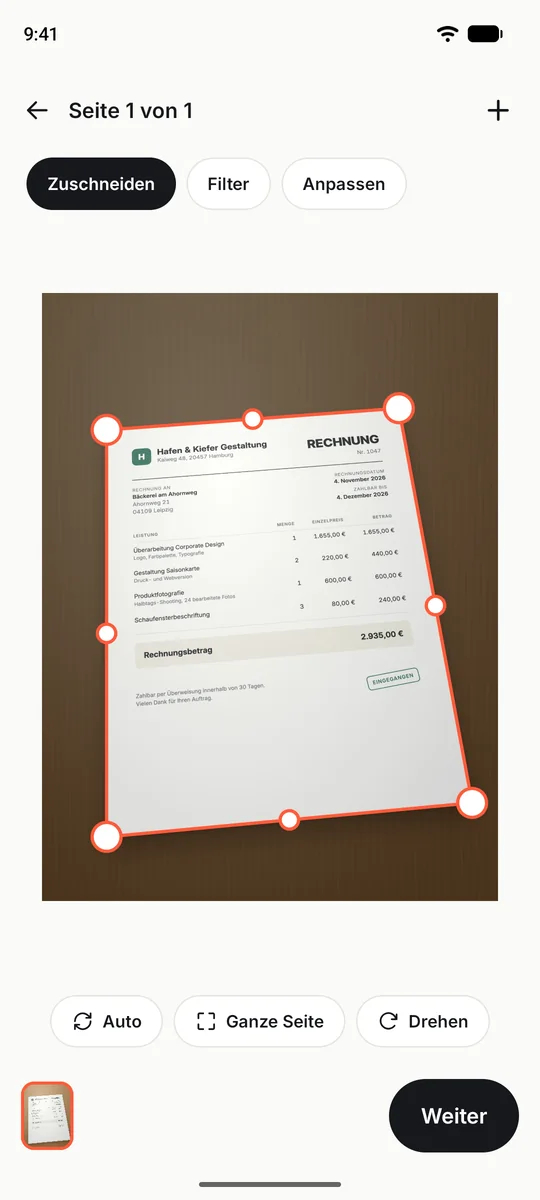 9:41
Seite 1 von 1
Zuschneiden
Filter
Anpassen
H
Hafen & Kiefer Gestaltung
Kaiweg 48, 20457 Hamburg
RECHNUNG
Nr. 1047
RECHNUNG AN
Bäckerei am Ahornweg
Ahornweg 21
04109 Leipzig
RECHNUNGSDATUM
4. November 2026
ZAHLBAR BIS
4. Dezember 2026
LEISTUNG MENGE EINZELPREIS BETRAG
Überarbeitung Corporate Design 1 1.655,00 € 1.655,00 €
Logo, Farbpalette, Typografie
Gestaltung Saisonkarte 2 220,00 € 440,00 €
Druck- und Webversion
Produktfotografie 1 600,00 € 600,00 €
Halbtags-Shooting, 24 bearbeitete Fotos
Schaufensterbeschriftung 3 80,00 € 240,00 €
Rechnungsbetrag 2.935,00 €
Zahlbar per Überweisung innerhalb von 30 Tagen.
Vielen Dank für Ihren Auftrag.
EINGEGANGEN
Auto
Ganze Seite
Drehen
Weiter